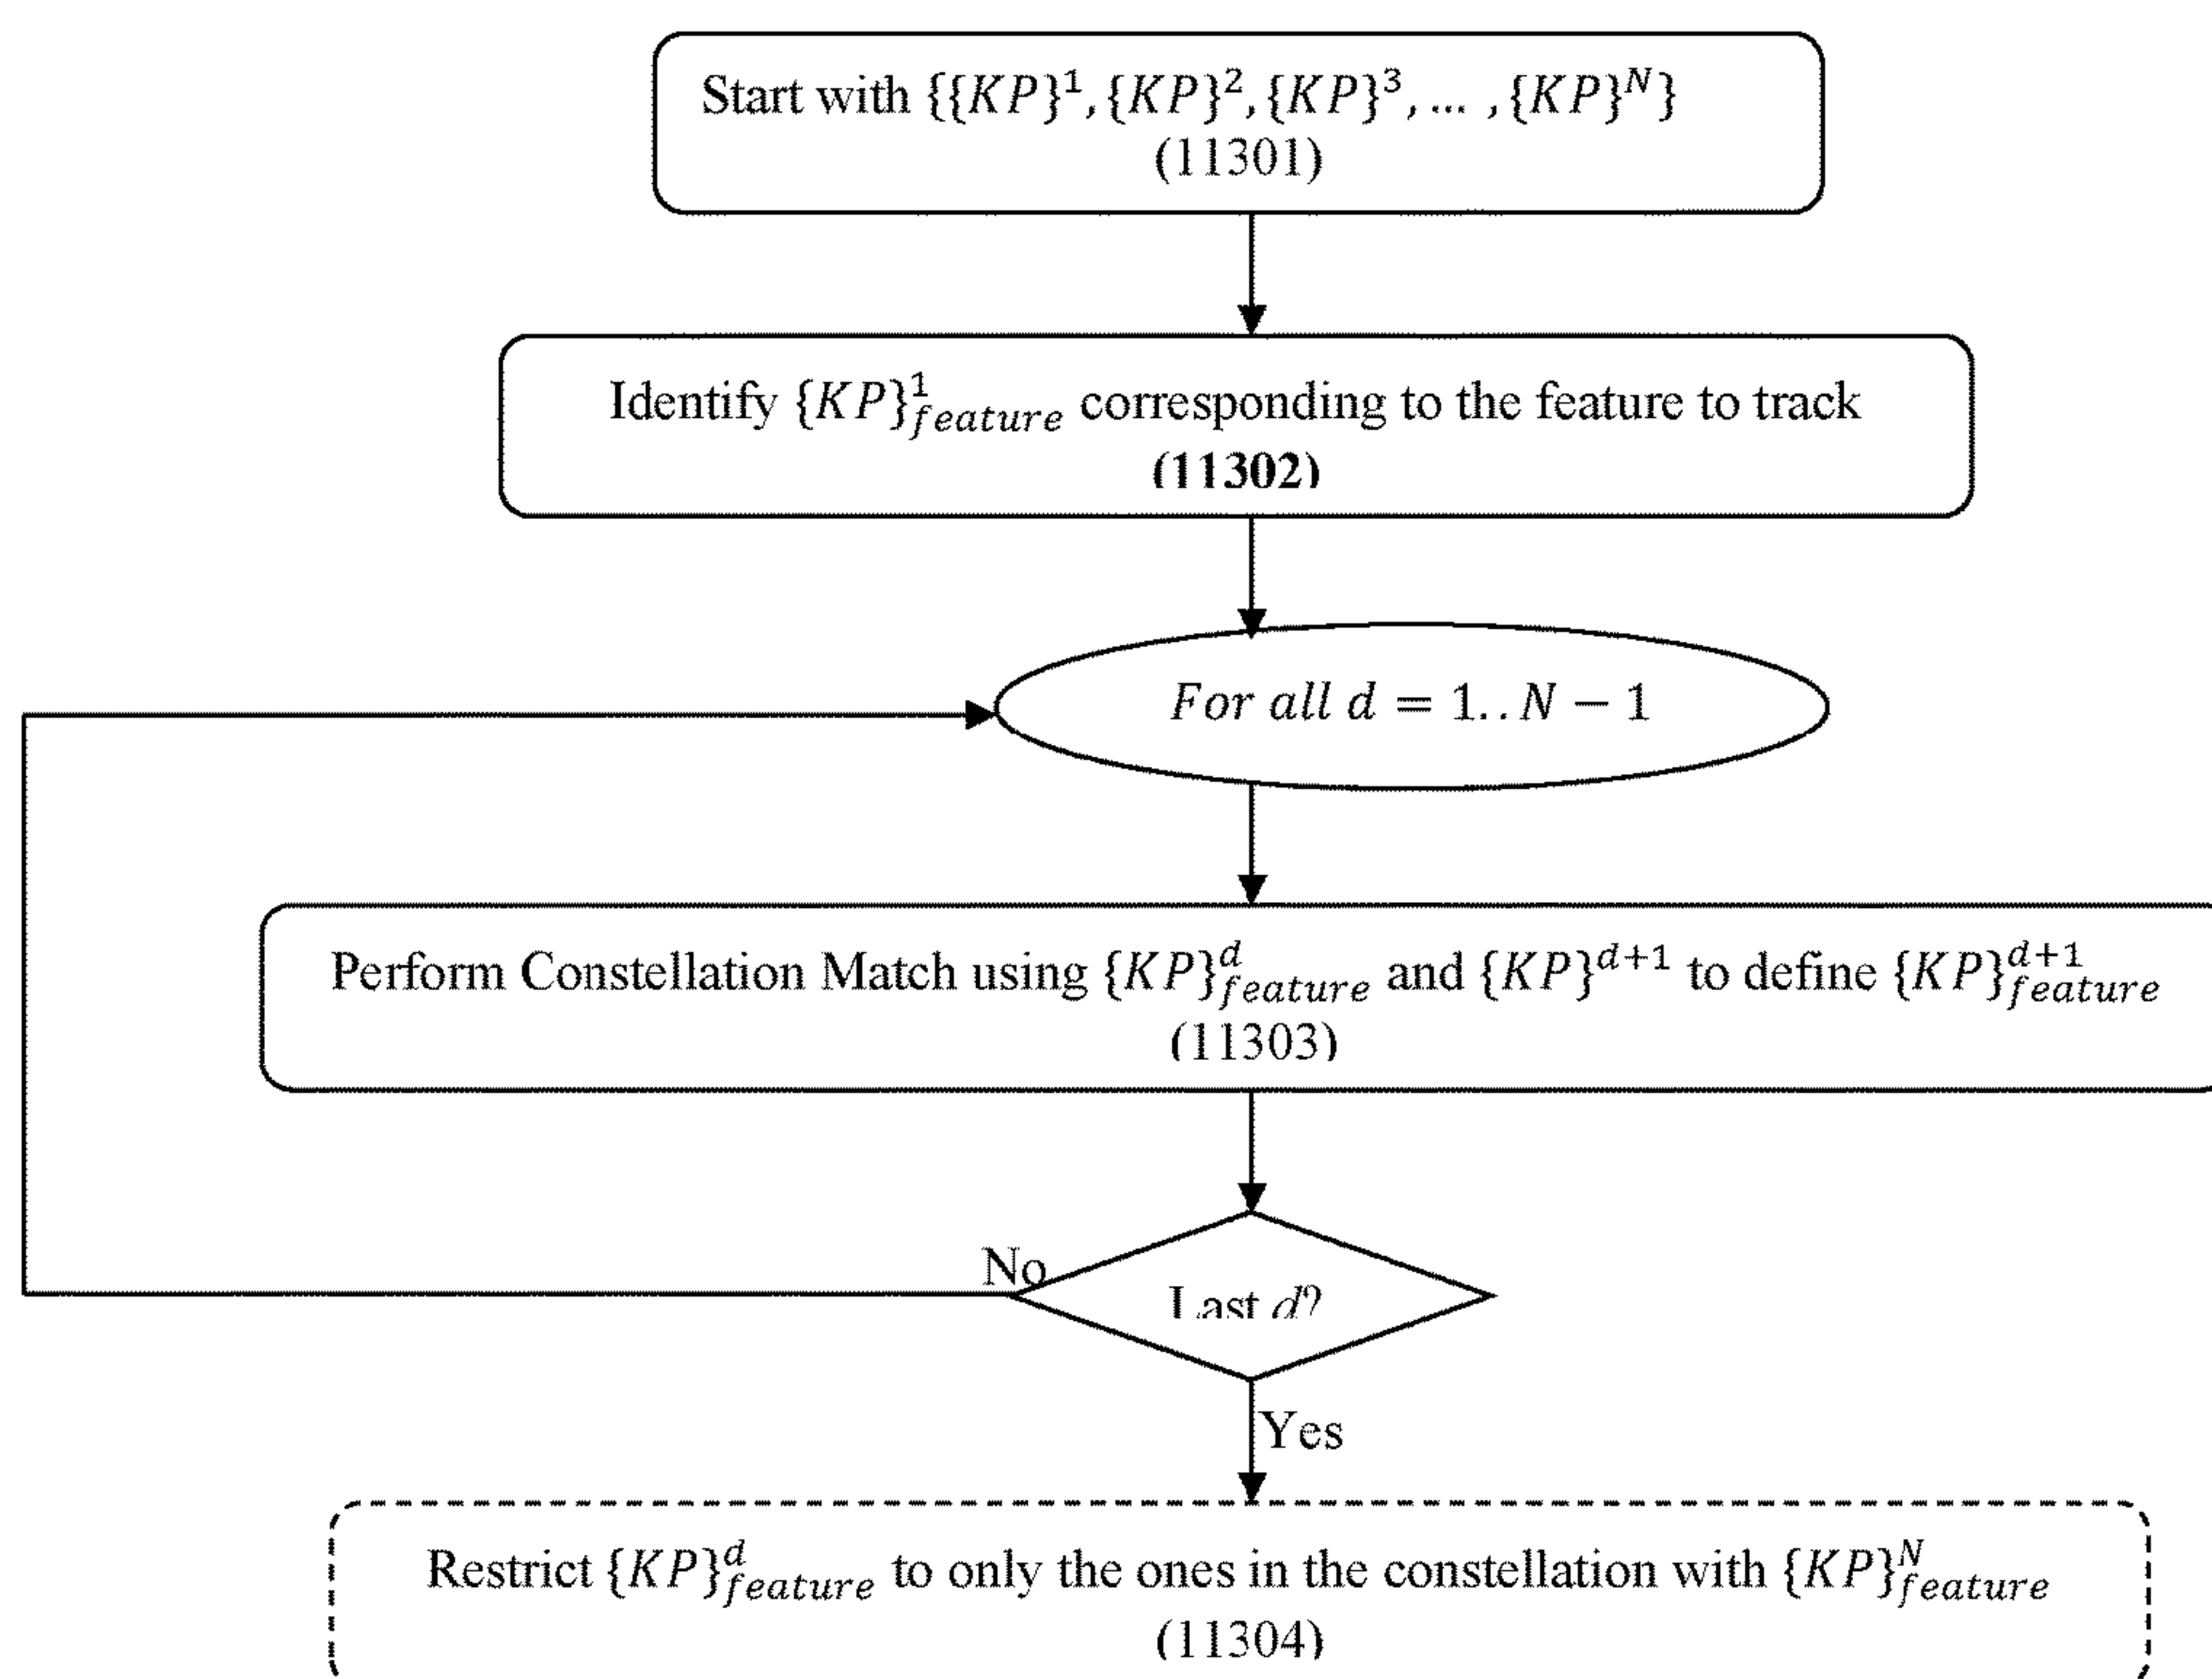 Start with {{KP}¹, {KP}², {KP}³, ... , {KP}ᴺ}
(11301)
Identify {KP}^1_feature corresponding to the feature to track
(11302)
For all d = 1..N − 1
Perform Constellation Match using {KP}^d_feature and {KP}^{d+1} to define {KP}^{d+1}_feature
(11303)
No
Last d?
Yes
Restrict {KP}^d_feature to only the ones in the constellation with {KP}^N_feature
(11304)